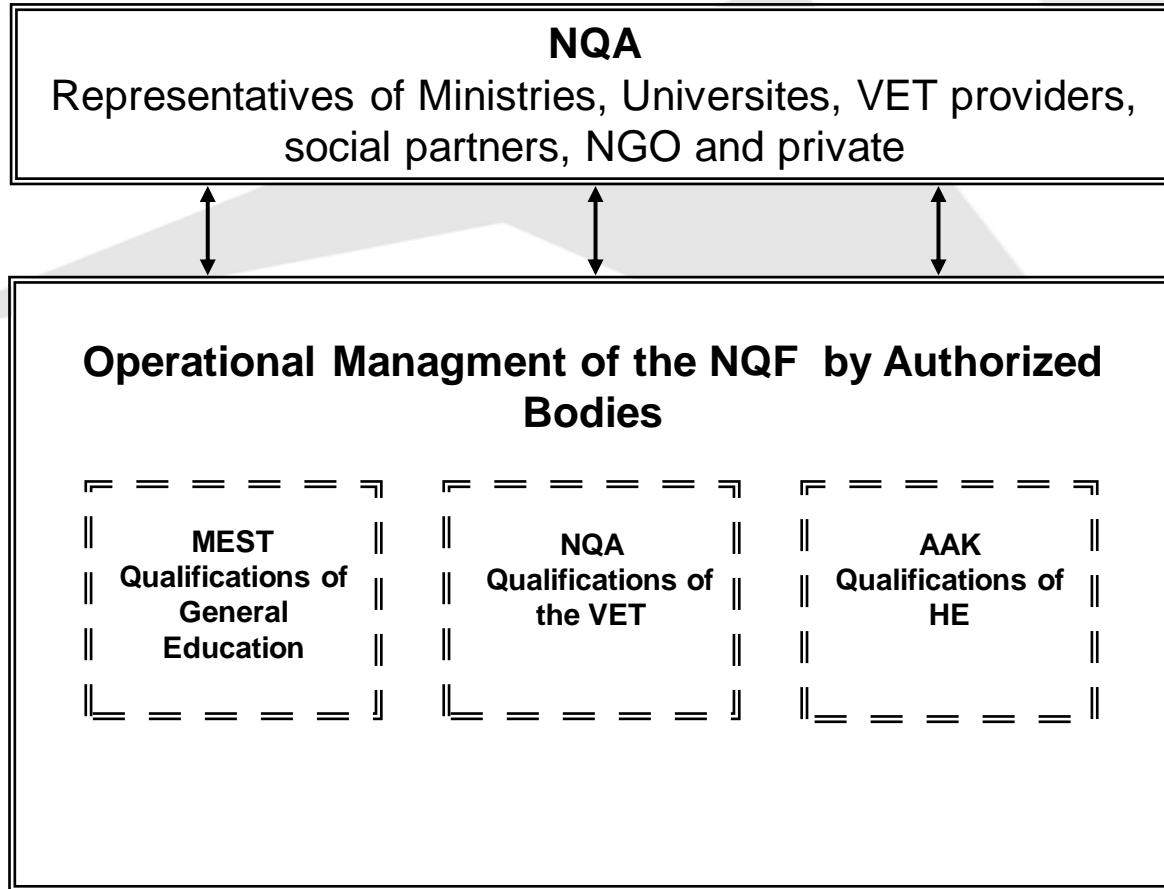 NQA
Representatives of Ministries, Universites, VET providers,
social partners, NGO and private
Operational Managment of the NQF by Authorized
Bodies
MEST
Qualifications of
General
Education
NQA
Qualifications of
the VET
AAK
Qualifications of
HE